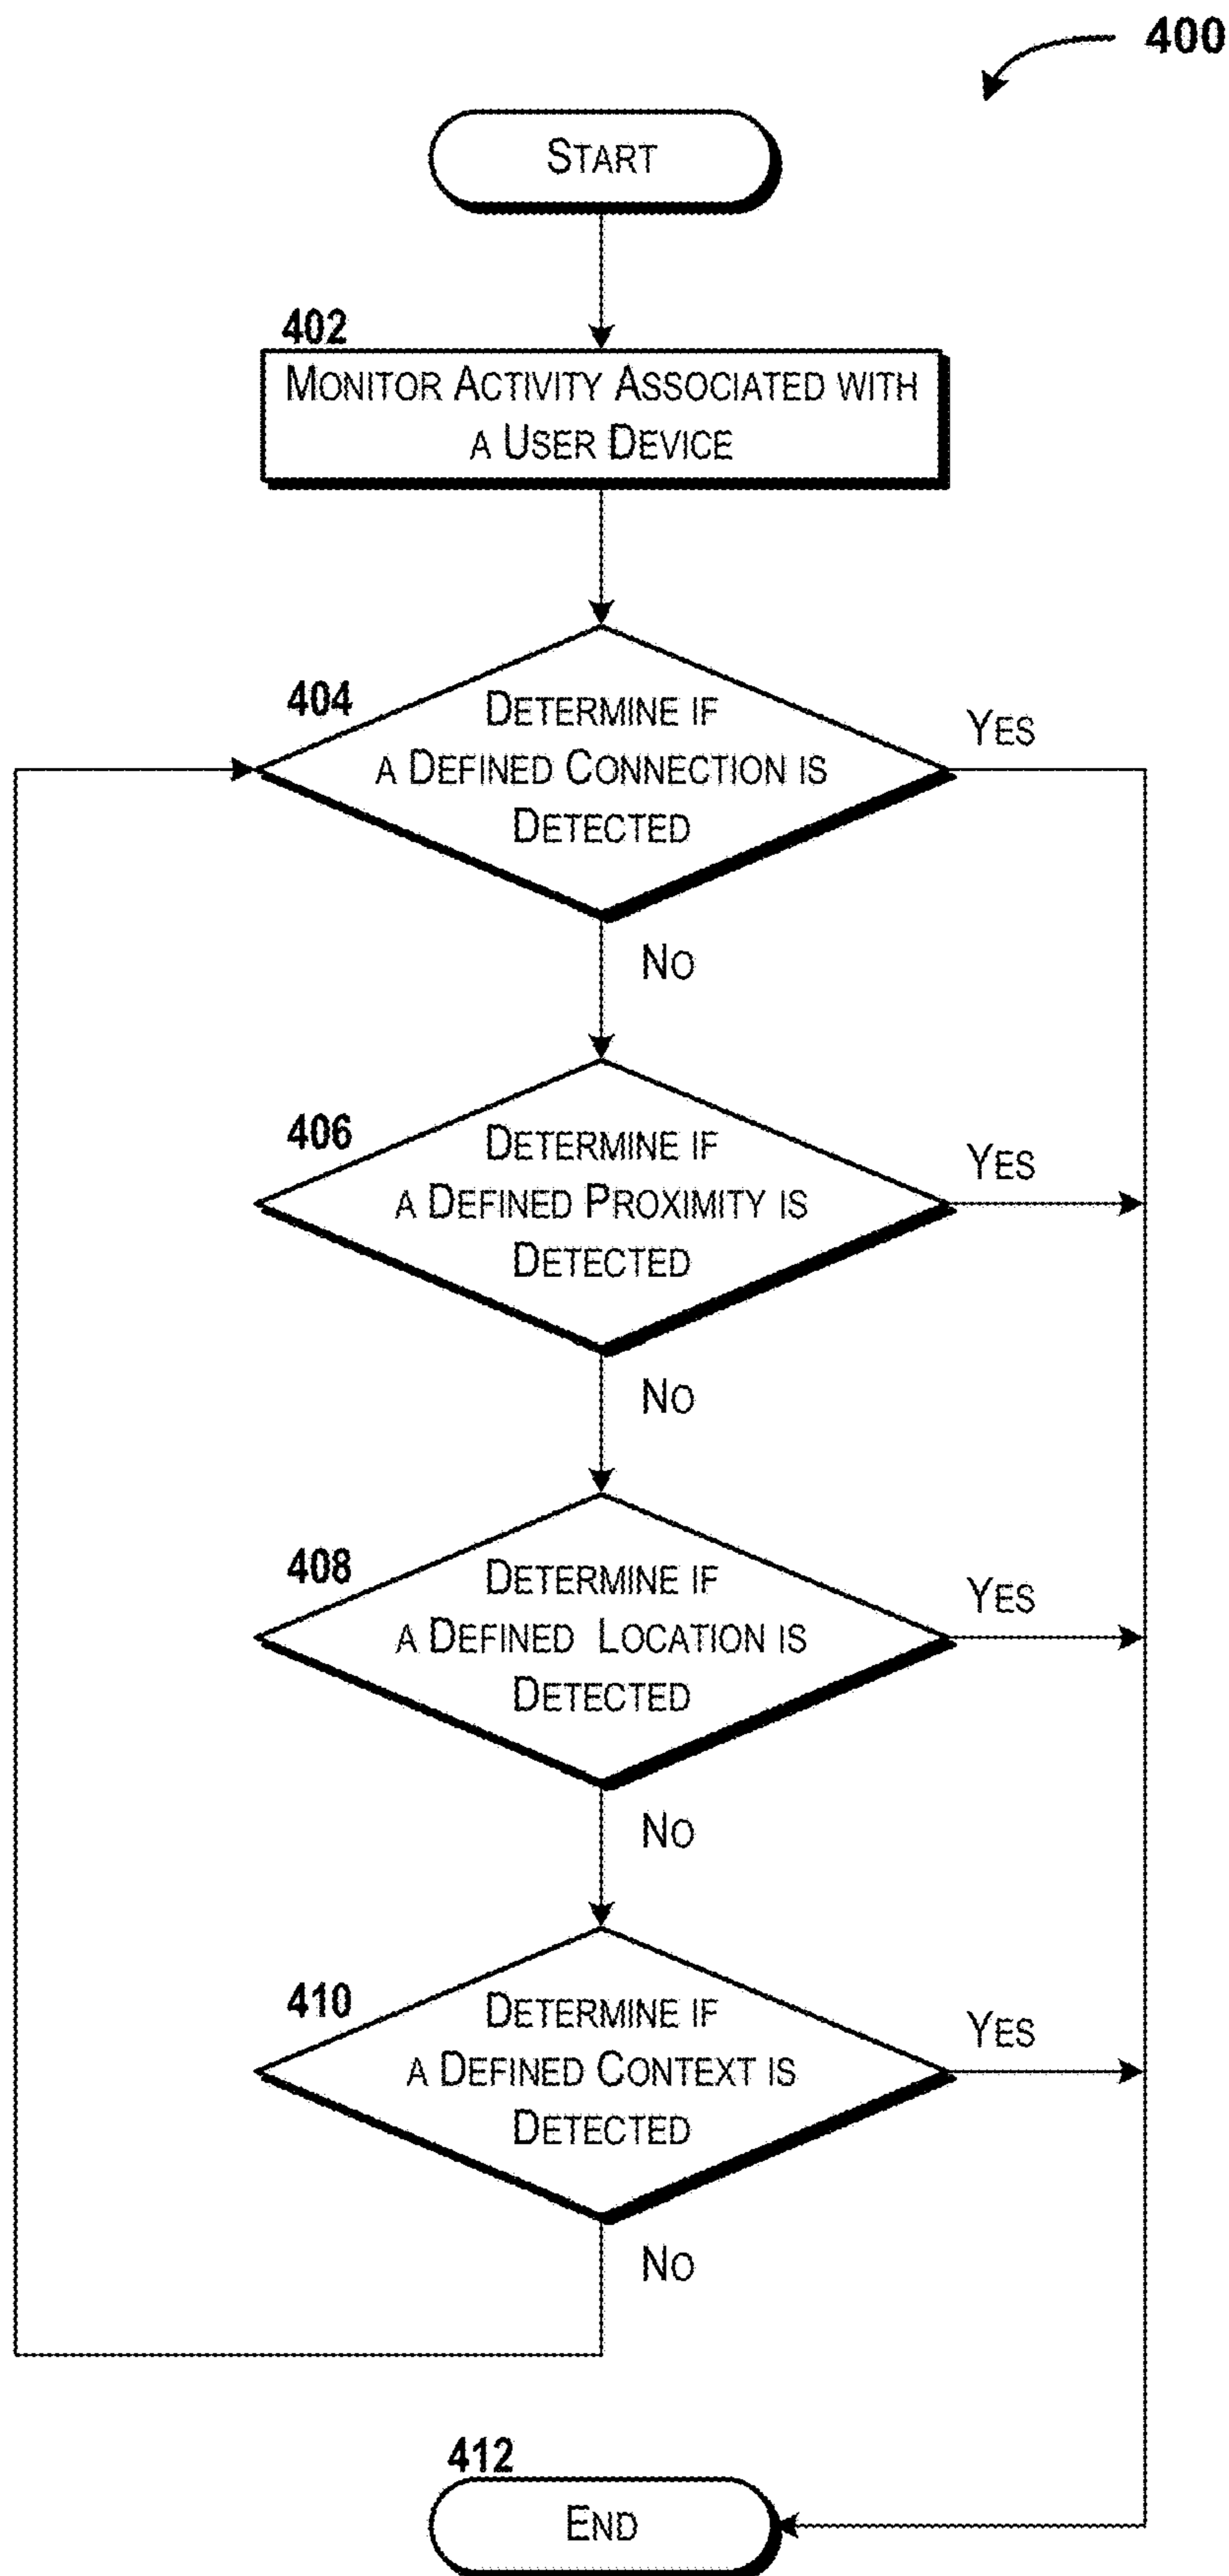 400
START
402
MONITOR ACTIVITY ASSOCIATED WITH
A USER DEVICE
404
DETERMINE IF
A DEFINED CONNECTION IS
DETECTED
YES
NO
406
DETERMINE IF
A DEFINED PROXIMITY IS
DETECTED
YES
NO
408
DETERMINE IF
A DEFINED LOCATION IS
DETECTED
YES
NO
410
DETERMINE IF
A DEFINED CONTEXT IS
DETECTED
YES
NO
412
END